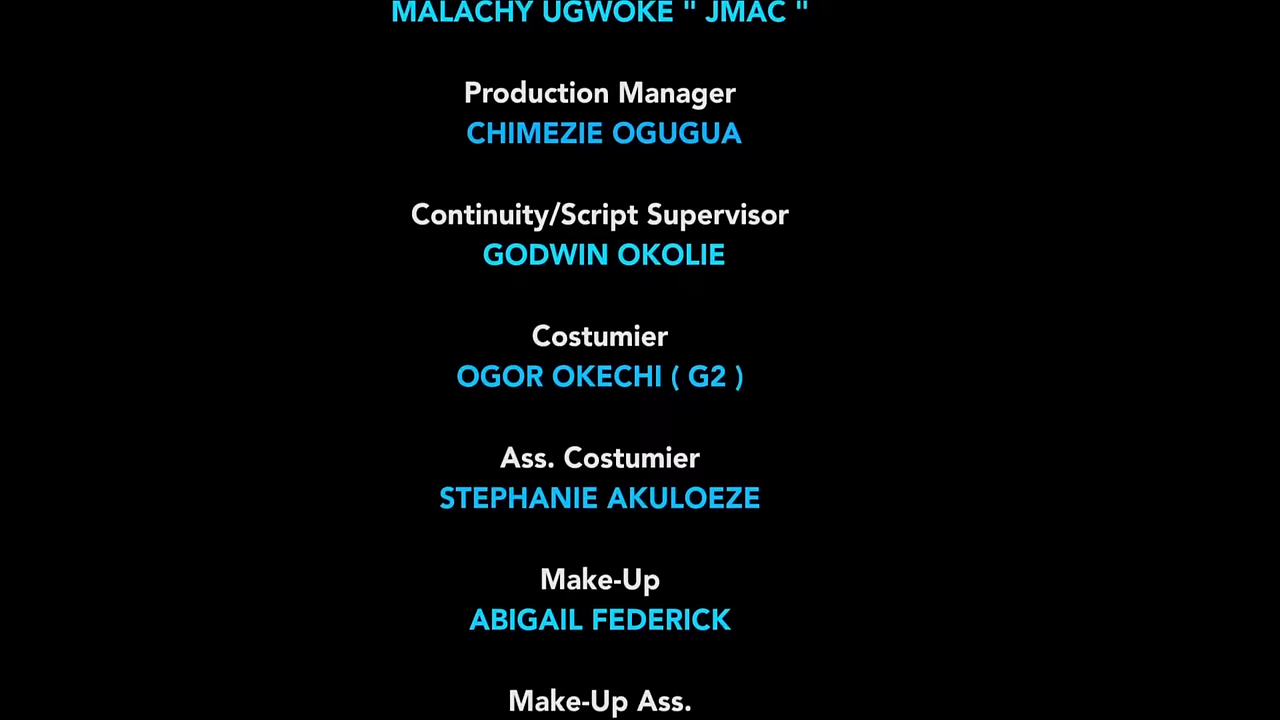 MALACHY UGWOKE " JMAC "
Production Manager
CHIMEZIE OGUGUA
Continuity/Script Supervisor
GODWIN OKOLIE
Costumier
OGOR OKECHI ( G2 )
Ass. Costumier
STEPHANIE AKULOEZE
Make-Up
ABIGAIL FEDERICK
Make-Up Ass.